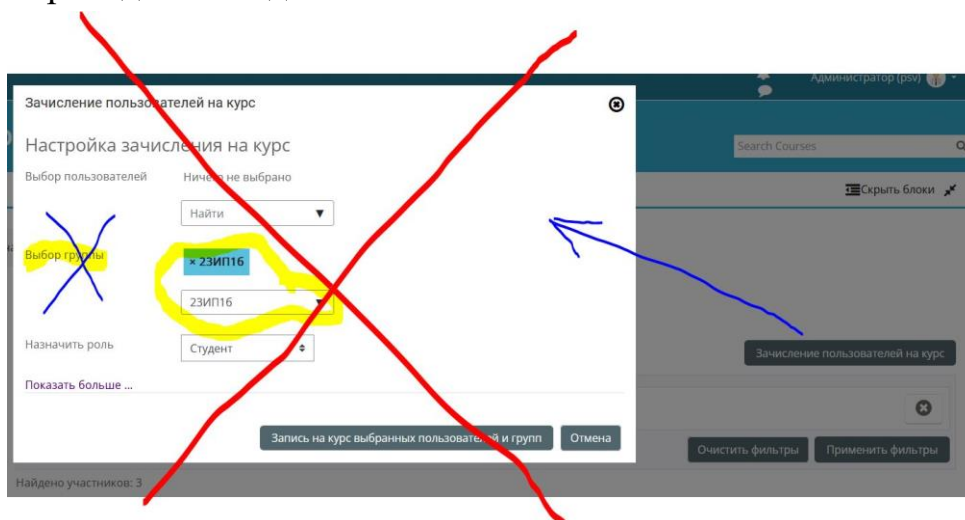 Администратор (psv)
Зачисление пользователей на курс
Настройка зачисления на курс
Search Courses
Выбор пользователей
Ничего не выбрано
Скрыть блоки
Найти
Выбор группы
× 23ИП16
23ИП16
Назначить роль
Студент
Зачисление пользователей на курс
Показать больше ...
Запись на курс выбранных пользователей и групп
Отмена
Очистить фильтры
Применить фильтры
Найдено участников: 3